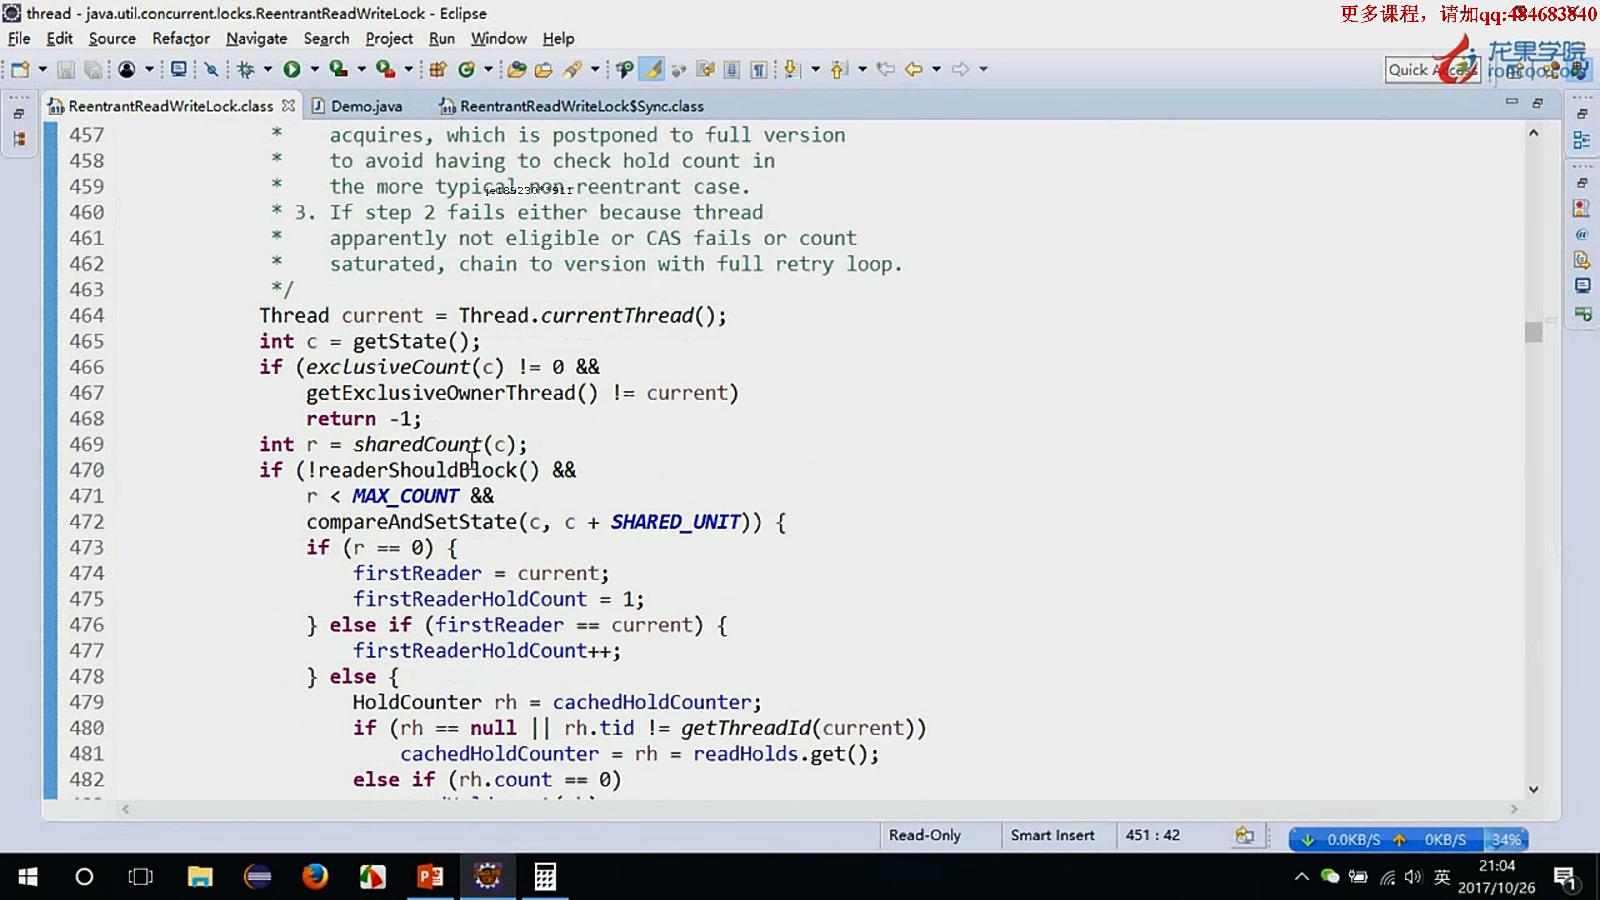 thread - java.util.concurrent.locks.ReentrantReadWriteLock - Eclipse
更多课程，请加qq:484683840
File Edit Source Refactor Navigate Search Project Run Window Help
Quick Access
龙果学院
roncoo.com
ReentrantReadWriteLock.class Demo.java ReentrantReadWriteLock$Sync.class
457 * acquires, which is postponed to full version
458 * to avoid having to check hold count in
459 * the more typical non-reentrant case.
460 * 3. If step 2 fails either because thread
461 * apparently not eligible or CAS fails or count
462 * saturated, chain to version with full retry loop.
463 */
464 Thread current = Thread.currentThread();
465 int c = getState();
466 if (exclusiveCount(c) != 0 &&
467 getExclusiveOwnerThread() != current)
468 return -1;
469 int r = sharedCount(c);
470 if (!readerShouldBlock() &&
471 r < MAX_COUNT &&
472 compareAndSetState(c, c + SHARED_UNIT)) {
473 if (r == 0) {
474 firstReader = current;
475 firstReaderHoldCount = 1;
476 } else if (firstReader == current) {
477 firstReaderHoldCount++;
478 } else {
479 HoldCounter rh = cachedHoldCounter;
480 if (rh == null || rh.tid != getThreadId(current))
481 cachedHoldCounter = rh = readHolds.get();
482 else if (rh.count == 0)
Read-Only Smart Insert 451 : 42
0.0KB/S 0KB/S 34%
英 21:04
2017/10/26
1